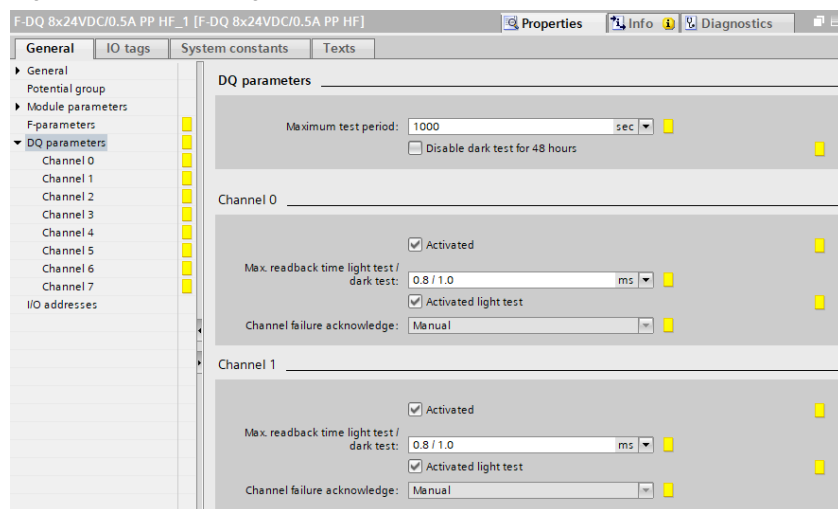 F-DQ 8x24VDC/0.5A PP HF_1 [F-DQ 8x24VDC/0.5A PP HF]
Properties
Info
Diagnostics
General
IO tags
System constants
Texts
General
Potential group
Module parameters
F-parameters
DQ parameters
Channel 0
Channel 1
Channel 2
Channel 3
Channel 4
Channel 5
Channel 6
Channel 7
I/O addresses
DQ parameters
Maximum test period: 1000 sec
Disable dark test for 48 hours
Channel 0
Activated
Max. readback time light test /
dark test: 0.8 / 1.0 ms
Activated light test
Channel failure acknowledge: Manual
Channel 1
Activated
Max. readback time light test /
dark test: 0.8 / 1.0 ms
Activated light test
Channel failure acknowledge: Manual